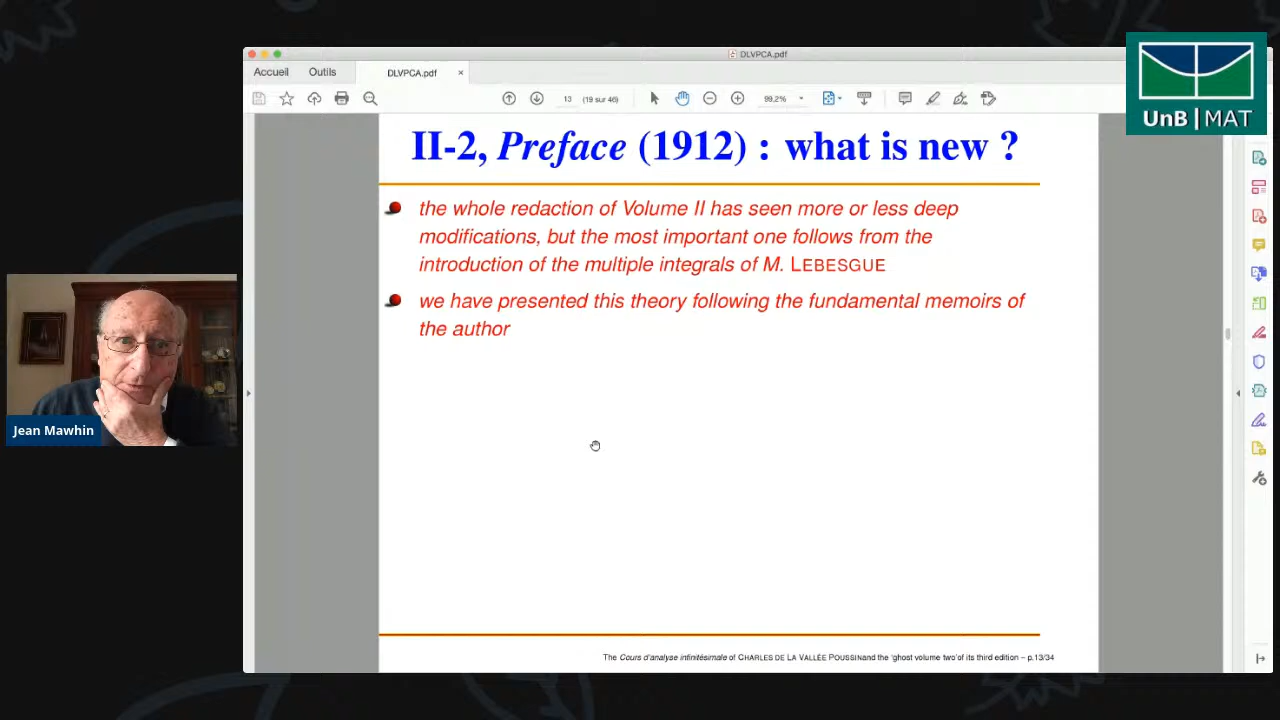 DLVPCA.pdf
Accueil Outils DLVPCA.pdf ×
13 (19 sur 46) 99,2%
UnB | MAT
II-2, Preface (1912) : what is new ?
the whole redaction of Volume II has seen more or less deep
modifications, but the most important one follows from the
introduction of the multiple integrals of M. LEBESGUE
we have presented this theory following the fundamental memoirs of
the author
Jean Mawhin
The Cours d'analyse infinitésimale of CHARLES DE LA VALLÉE POUSSINand the 'ghost volume two'of its third edition – p.13/34